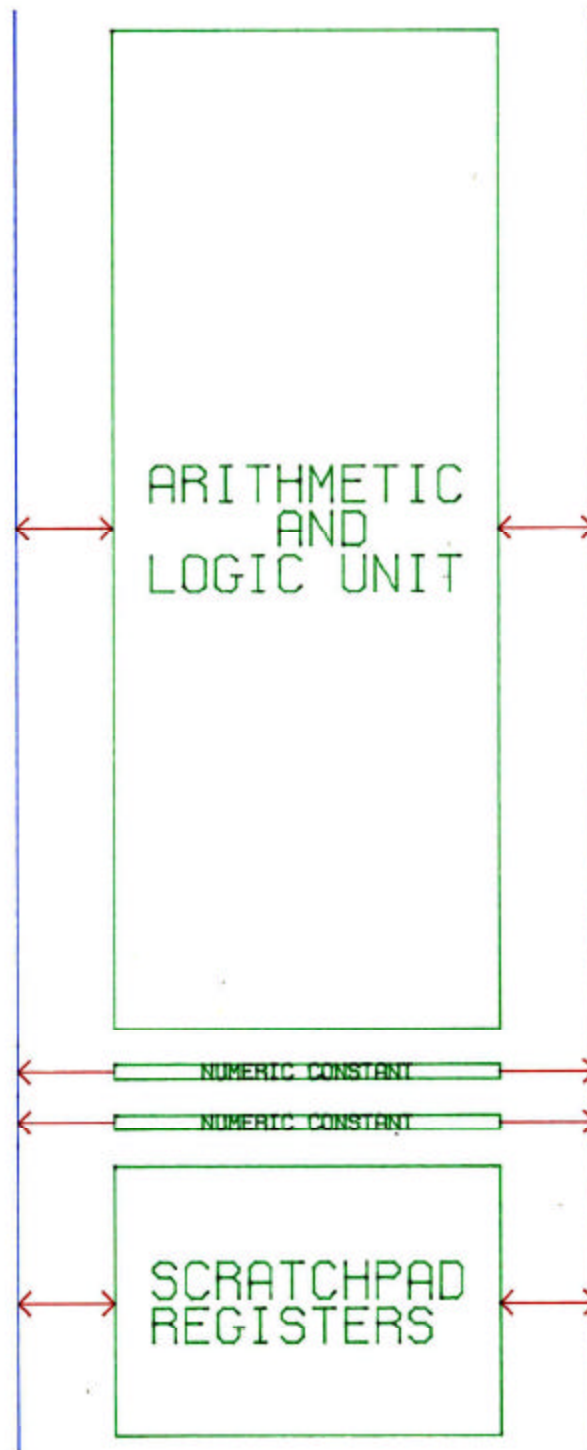 ARITHMETIC
AND
LOGIC UNIT
NUMERIC CONSTANT
NUMERIC CONSTANT
SCRATCHPAD
REGISTERS